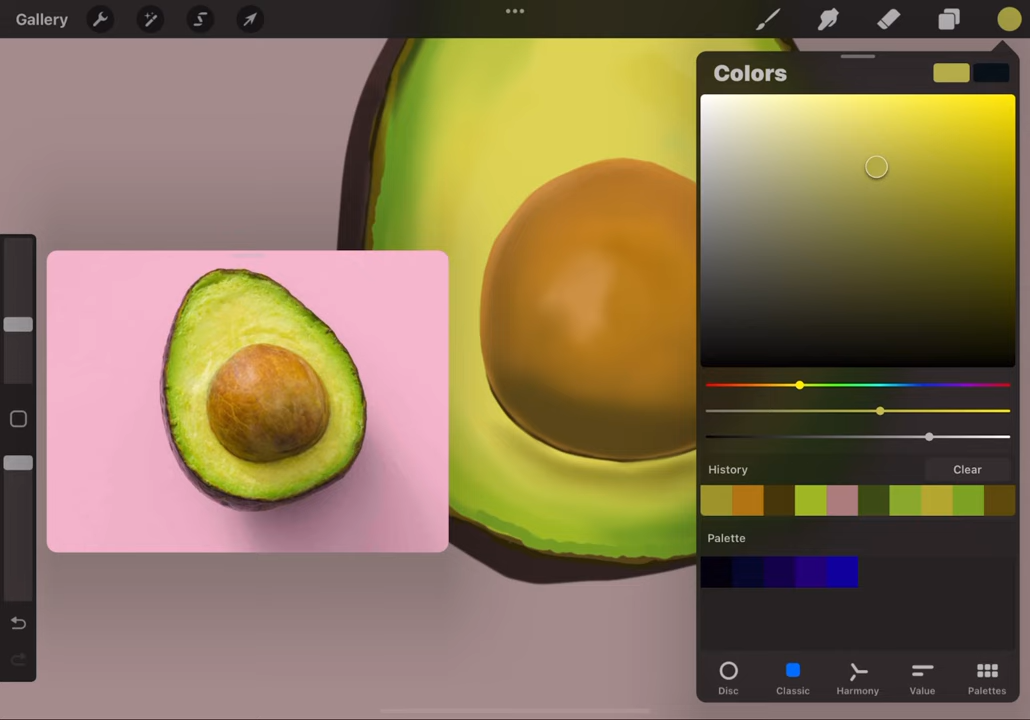 Gallery
Colors
History
Clear
Palette
Disc
Classic
Harmony
Value
Palettes